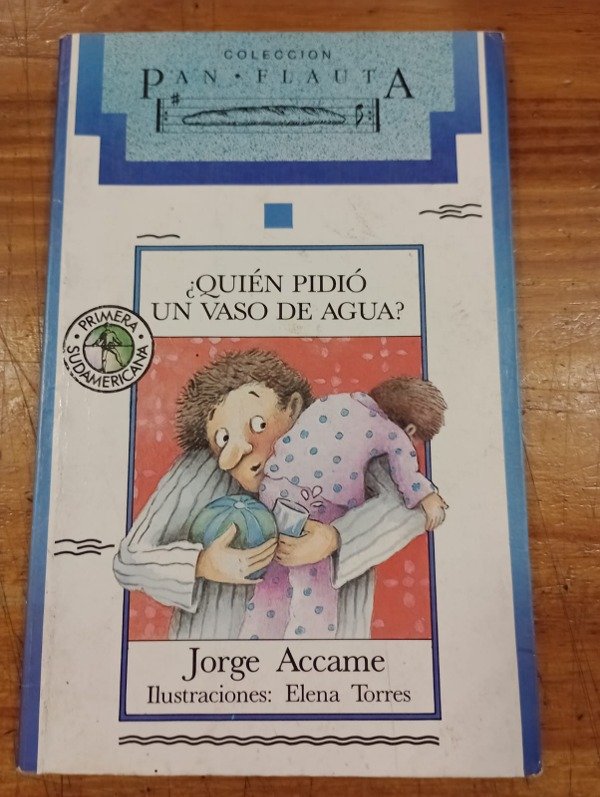 COLECCION
PAN · FLAUTA
¿QUIÉN PIDIÓ
UN VASO DE AGUA?
· PRIMERA ·
SUDAMERICANA
Jorge Accame
Ilustraciones: Elena Torres